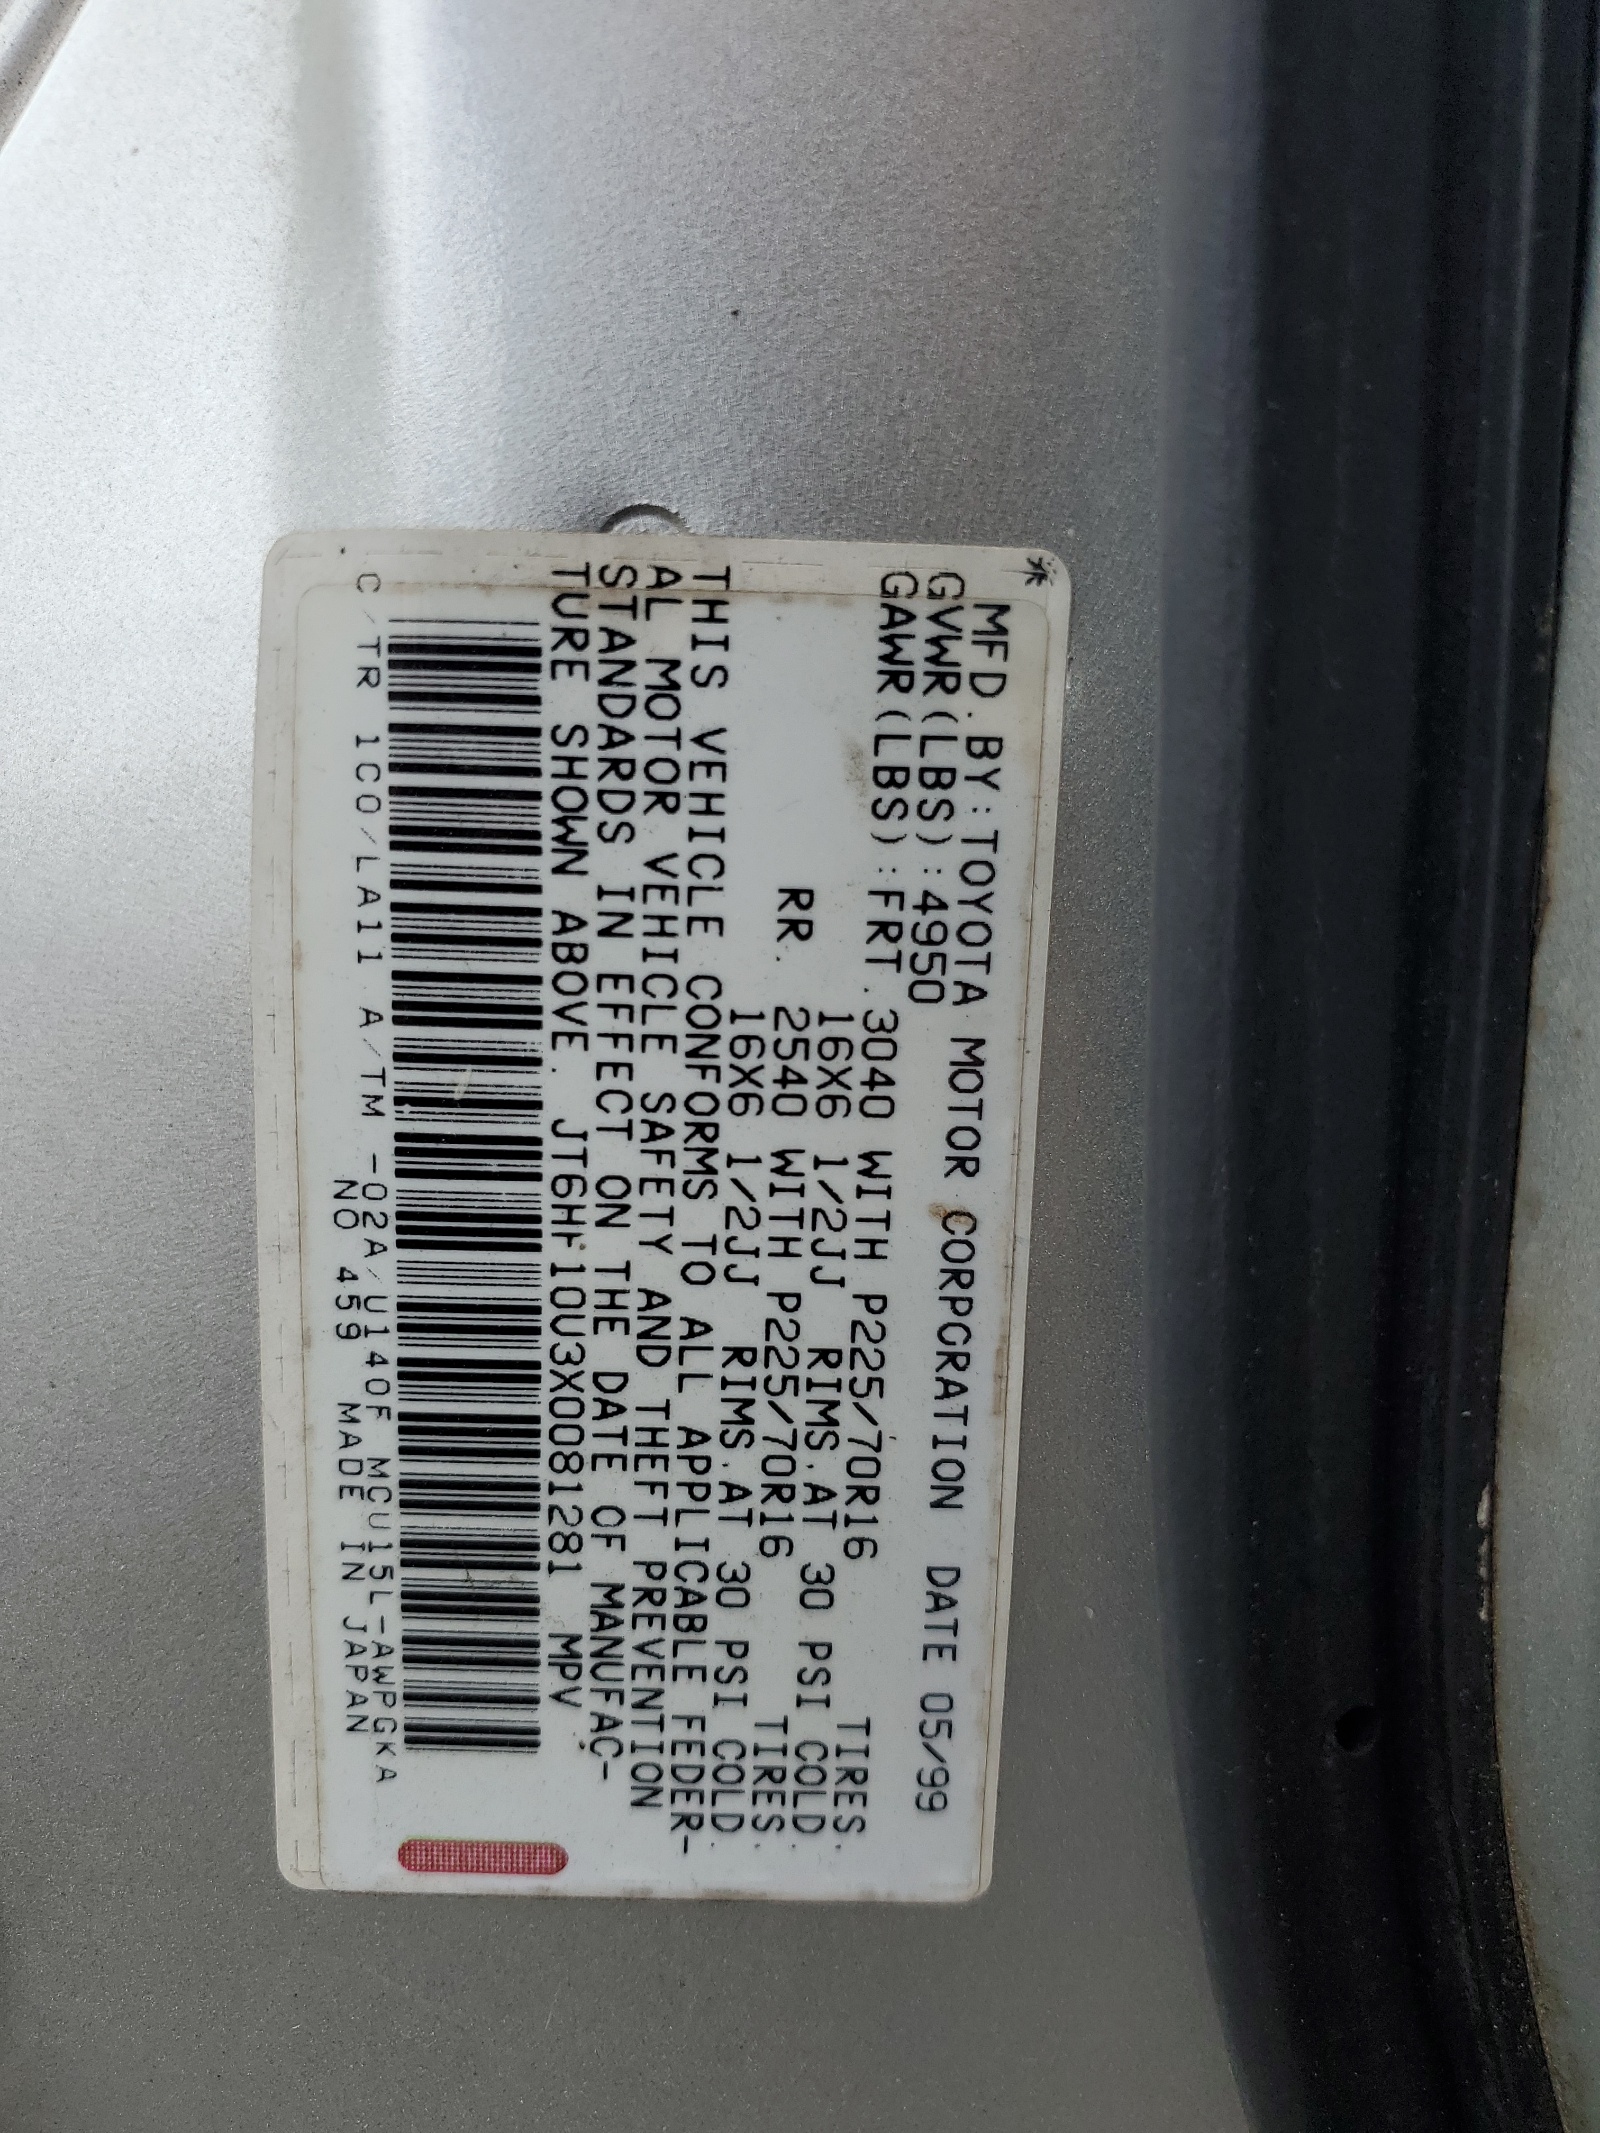 *
MFD.BY:TOYOTA MOTOR CORPORATION DATE 05/99
GVWR(LBS):4950
GAWR(LBS):FRT. 3040 WITH P225/70R16 TIRES.
16X6 1/2JJ RIMS.AT 30 PSI COLD.
RR. 2540 WITH P225/70R16 TIRES.
16X6 1/2JJ RIMS.AT 30 PSI COLD.
THIS VEHICLE CONFORMS TO ALL APPLICABLE FEDER-
AL MOTOR VEHICLE SAFETY AND THEFT PREVENTION
STANDARDS IN EFFECT ON THE DATE OF MANUFAC-
TURE SHOWN ABOVE. JT6HF10U3X0081281 MPV
C/TR 1C0/LA11 A/TM -02A/U140F MCU15L-AWPGKA
NO 459 MADE IN JAPAN